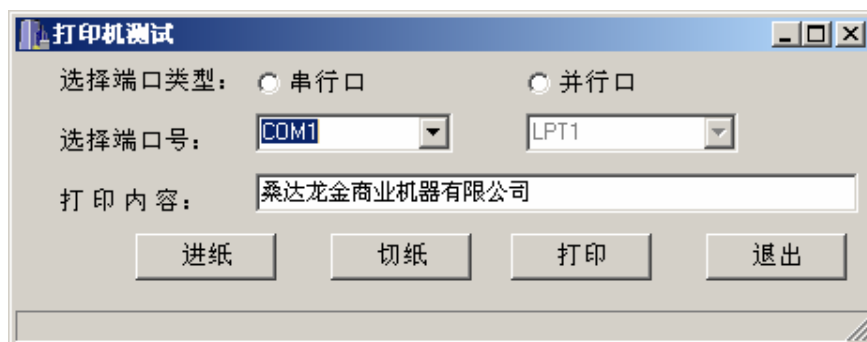 打印机测试
选择端口类型： 串行口 并行口
选择端口号： COM1 LPT1
打 印 内 容： 桑达龙金商业机器有限公司
进纸 切纸 打印 退出